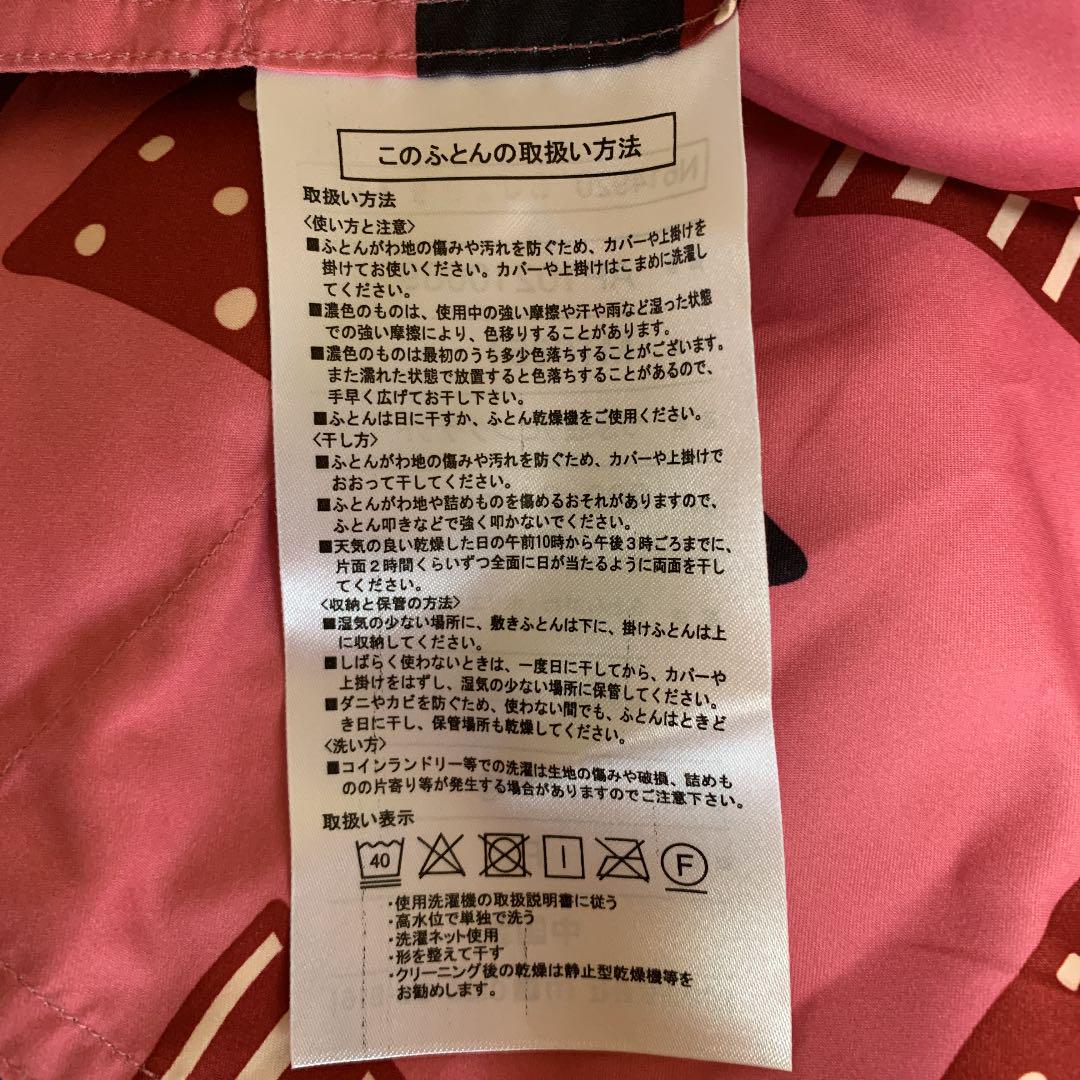 このふとんの取扱い方法
取扱い方法
〈使い方と注意〉
■ふとんがわ地の傷みや汚れを防ぐため、カバーや上掛けを
掛けてお使いください。カバーや上掛けはこまめに洗濯し
てください。
■濃色のものは、使用中の強い摩擦や汗や雨など湿った状態
での強い摩擦により、色移りすることがあります。
■濃色のものは最初のうち多少色落ちすることがございます。
また濡れた状態で放置すると色落ちすることがあるので、
手早く広げてお干し下さい。
■ふとんは日に干すか、ふとん乾燥機をご使用ください。
〈干し方〉
■ふとんがわ地の傷みや汚れを防ぐため、カバーや上掛けで
おおって干してください。
■ふとんがわ地や詰めものを傷めるおそれがありますので、
ふとん叩きなどで強く叩かないでください。
■天気の良い乾燥した日の午前10時から午後3時ごろまでに、
片面2時間くらいずつ全面に日が当たるように両面を干し
てください。
〈収納と保管の方法〉
■湿気の少ない場所に、敷きふとんは下に、掛けふとんは上
に収納してください。
■しばらく使わないときは、一度日に干してから、カバーや
上掛けをはずし、湿気の少ない場所に保管してください。
■ダニやカビを防ぐため、使わない間でも、ふとんはときど
き日に干し、保管場所も乾燥してください。
〈洗い方〉
■コインランドリー等での洗濯は生地の傷みや破損、詰めも
のの片寄り等が発生する場合がありますのでご注意下さい。
取扱い表示
40 F
・使用洗濯機の取扱説明書に従う
・高水位で単独で洗う
・洗濯ネット使用
・形を整えて干す
・クリーニング後の乾燥は静止型乾燥機等を
お勧めします。